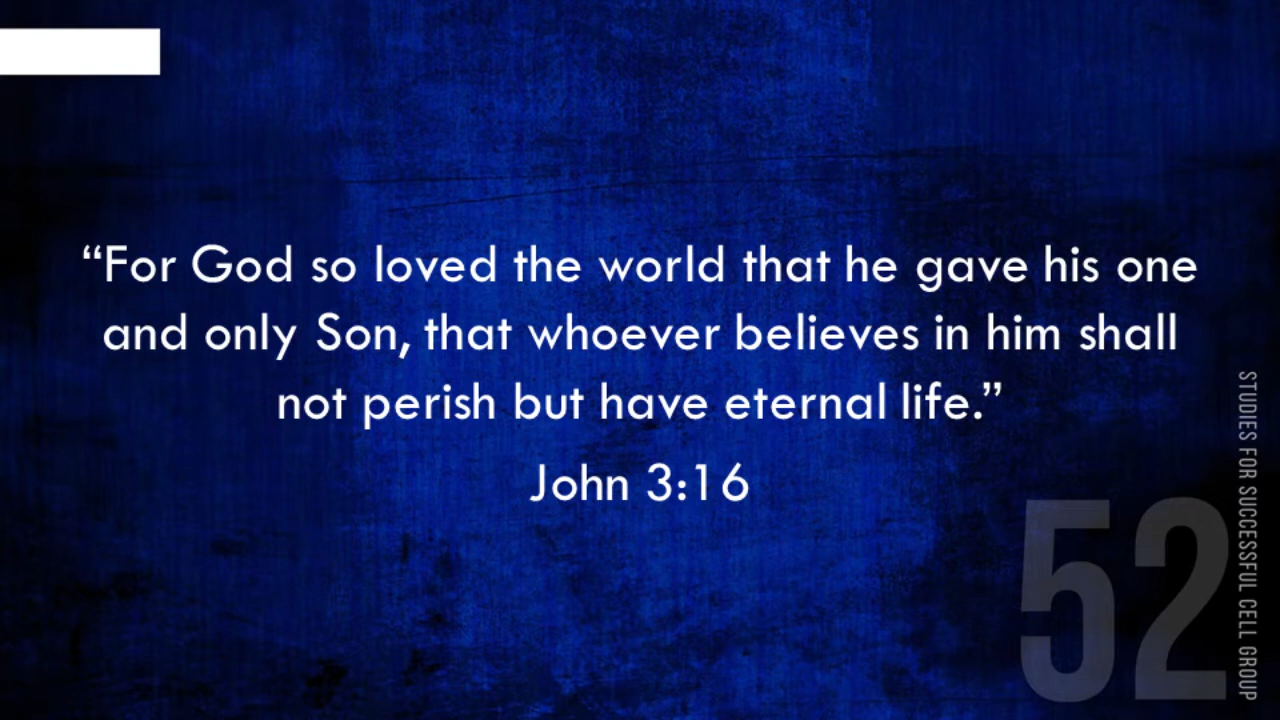 “For God so loved the world that he gave his one
and only Son, that whoever believes in him shall
not perish but have eternal life.”
John 3:16
52
STUDIES FOR SUCCESSFUL CELL GROUP